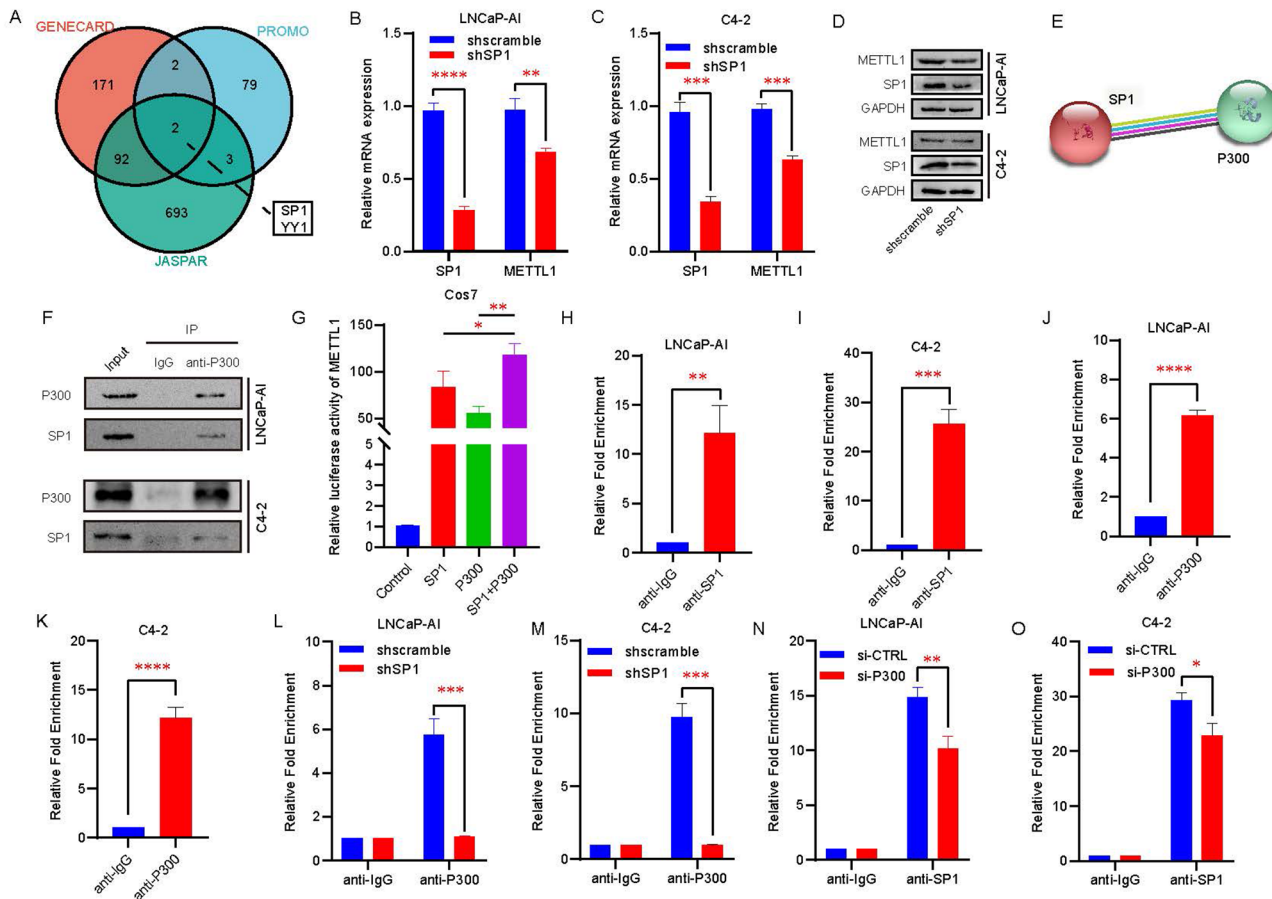 A
GENECARD
PROMO
171
2
79
2
92
3
693
SP1
YY1
JASPAR
B
LNCaP-AI
shscramble
shSP1
Relative mRNA expression
1.5
1.0
0.5
0.0
****
**
SP1
METTL1
C
C4-2
shscramble
shSP1
Relative mRNA expression
1.5
1.0
0.5
0.0
***
***
SP1
METTL1
D
METTL1
SP1
GAPDH
LNCaP-AI
METTL1
SP1
GAPDH
C4-2
shscramble
shSP1
E
SP1
P300
F
IP
Input
IgG
anti-P300
P300
SP1
LNCaP-AI
P300
SP1
C4-2
G
Cos7
Relative luciferase activity of METTL1
150
125
100
75
50
5
4
3
2
1
0
**
*
Control
SP1
P300
SP1+P300
H
LNCaP-AI
Relative Fold Enrichment
20
15
10
5
0
**
anti-IgG
anti-SP1
I
C4-2
Relative Fold Enrichment
40
30
20
10
0
***
anti-IgG
anti-SP1
J
LNCaP-AI
Relative Fold Enrichment
10
8
6
4
2
0
****
anti-IgG
anti-P300
K
C4-2
Relative Fold Enrichment
20
15
10
5
0
****
anti-IgG
anti-P300
L
LNCaP-AI
shscramble
shSP1
Relative Fold Enrichment
10
8
6
4
2
0
***
anti-IgG
anti-P300
M
C4-2
shscramble
shSP1
Relative Fold Enrichment
15
10
5
0
***
anti-IgG
anti-P300
N
LNCaP-AI
si-CTRL
si-P300
Relative Fold Enrichment
20
15
10
5
0
**
anti-IgG
anti-SP1
O
C4-2
si-CTRL
si-P300
Relative Fold Enrichment
40
30
20
10
0
*
anti-IgG
anti-SP1